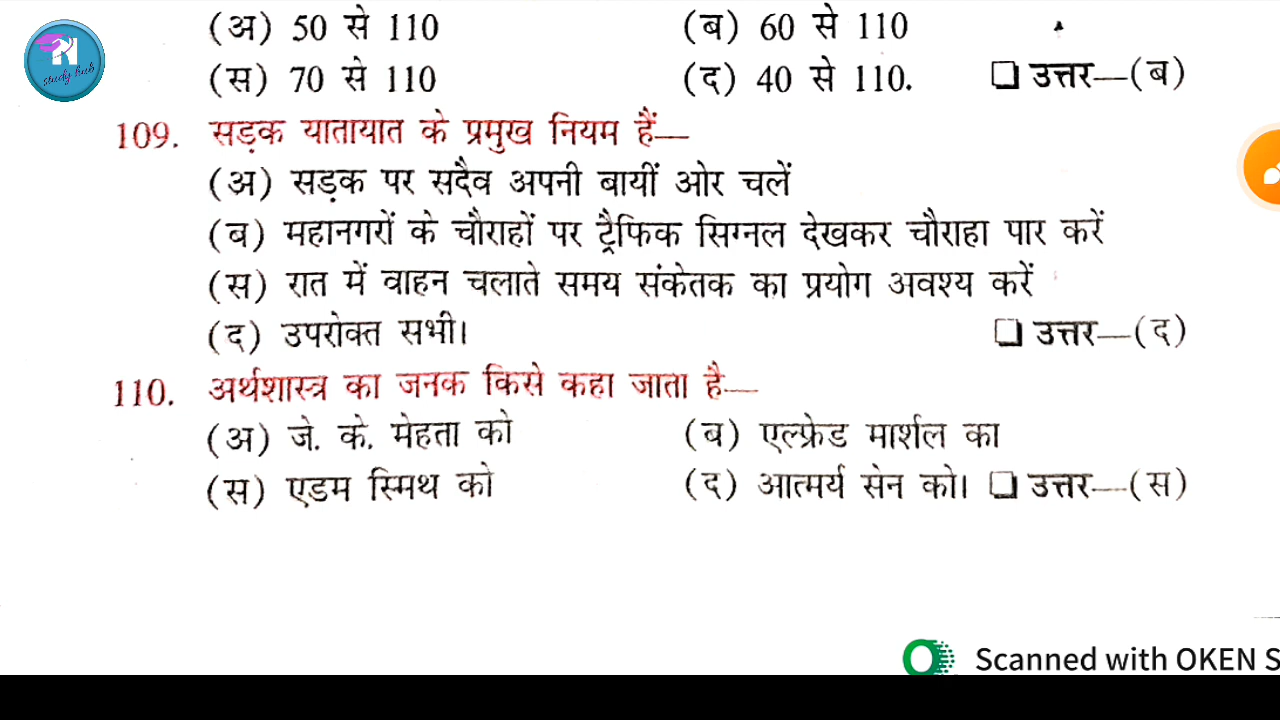 (अ) 50 से 110 (ब) 60 से 110
(स) 70 से 110 (द) 40 से 110. ❑ उत्तर—(ब)
109. सड़क यातायात के प्रमुख नियम हैं—
(अ) सड़क पर सदैव अपनी बायीं ओर चलें
(ब) महानगरों के चौराहों पर ट्रैफिक सिग्नल देखकर चौराहा पार करें
(स) रात में वाहन चलाते समय संकेतक का प्रयोग अवश्य करें
(द) उपरोक्त सभी। ❑ उत्तर—(द)
110. अर्थशास्त्र का जनक किसे कहा जाता है—
(अ) जे. के. मेहता को (ब) एल्फ्रेड मार्शल का
(स) एडम स्मिथ को (द) आत्मर्य सेन को। ❑ उत्तर—(स)
N
study hub
Scanned with OKEN S